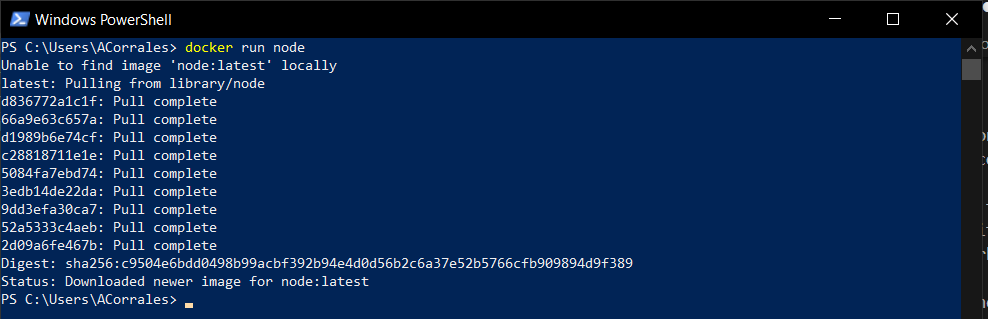 Windows PowerShell
PS C:\Users\ACorrales> docker run node
Unable to find image 'node:latest' locally
latest: Pulling from library/node
d836772a1c1f: Pull complete
66a9e63c657a: Pull complete
d1989b6e74cf: Pull complete
c28818711e1e: Pull complete
5084fa7ebd74: Pull complete
3edb14de22da: Pull complete
9dd3efa30ca7: Pull complete
52a5333c4aeb: Pull complete
2d09a6fe467b: Pull complete
Digest: sha256:c9504e6bdd0498b99acbf392b94e4d0d56b2c6a37e52b5766cfb909894d9f389
Status: Downloaded newer image for node:latest
PS C:\Users\ACorrales>